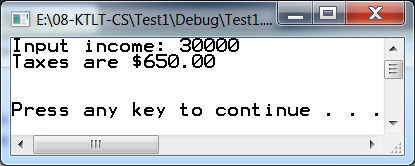 E:\08-KTLT-CS\Test1\Debug\Test1....
Input income: 30000
Taxes are $650.00
Press any key to continue . . .